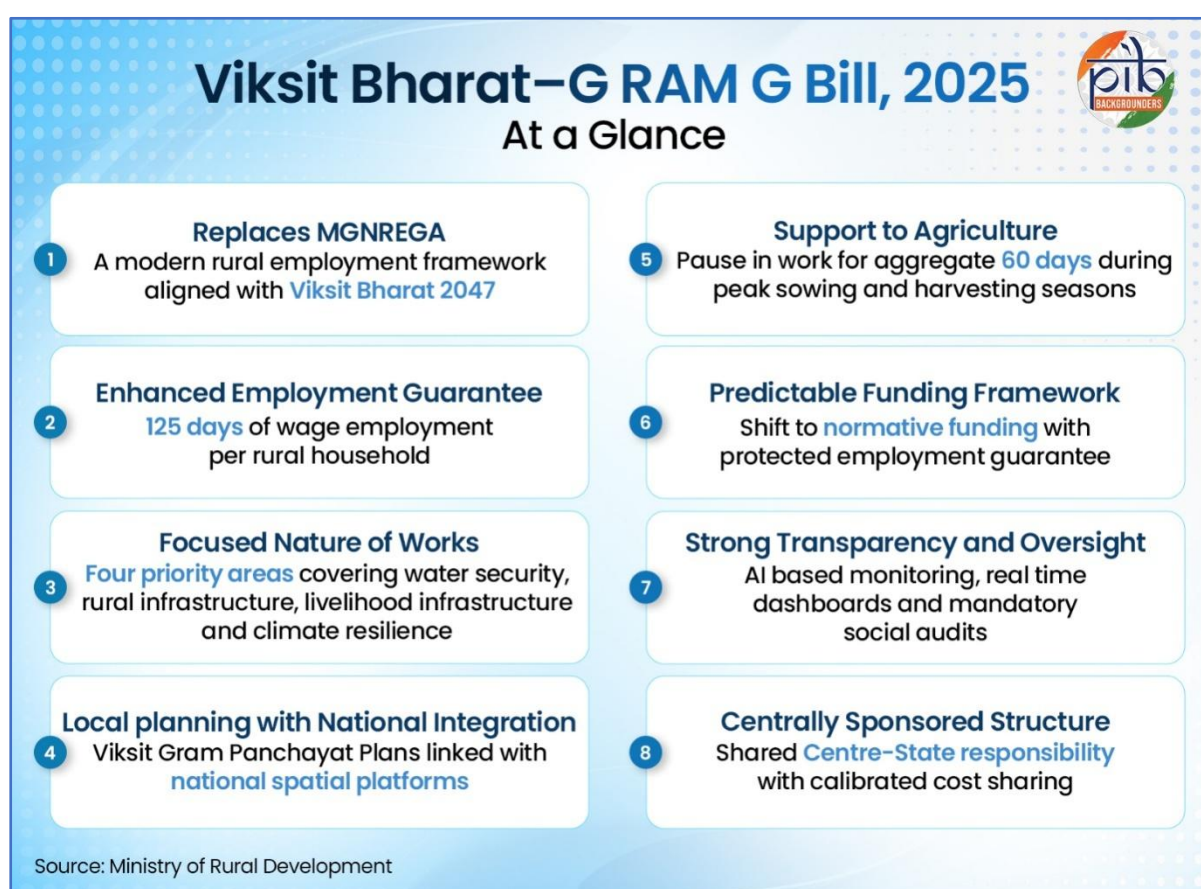 Viksit Bharat–G RAM G Bill, 2025
At a Glance
pib
BACKGROUNDERS
1
Replaces MGNREGA
A modern rural employment framework
aligned with Viksit Bharat 2047
2
Enhanced Employment Guarantee
125 days of wage employment
per rural household
3
Focused Nature of Works
Four priority areas covering water security,
rural infrastructure, livelihood infrastructure
and climate resilience
4
Local planning with National Integration
Viksit Gram Panchayat Plans linked with
national spatial platforms
5
Support to Agriculture
Pause in work for aggregate 60 days during
peak sowing and harvesting seasons
6
Predictable Funding Framework
Shift to normative funding with
protected employment guarantee
7
Strong Transparency and Oversight
AI based monitoring, real time
dashboards and mandatory
social audits
8
Centrally Sponsored Structure
Shared Centre-State responsibility
with calibrated cost sharing
Source: Ministry of Rural Development